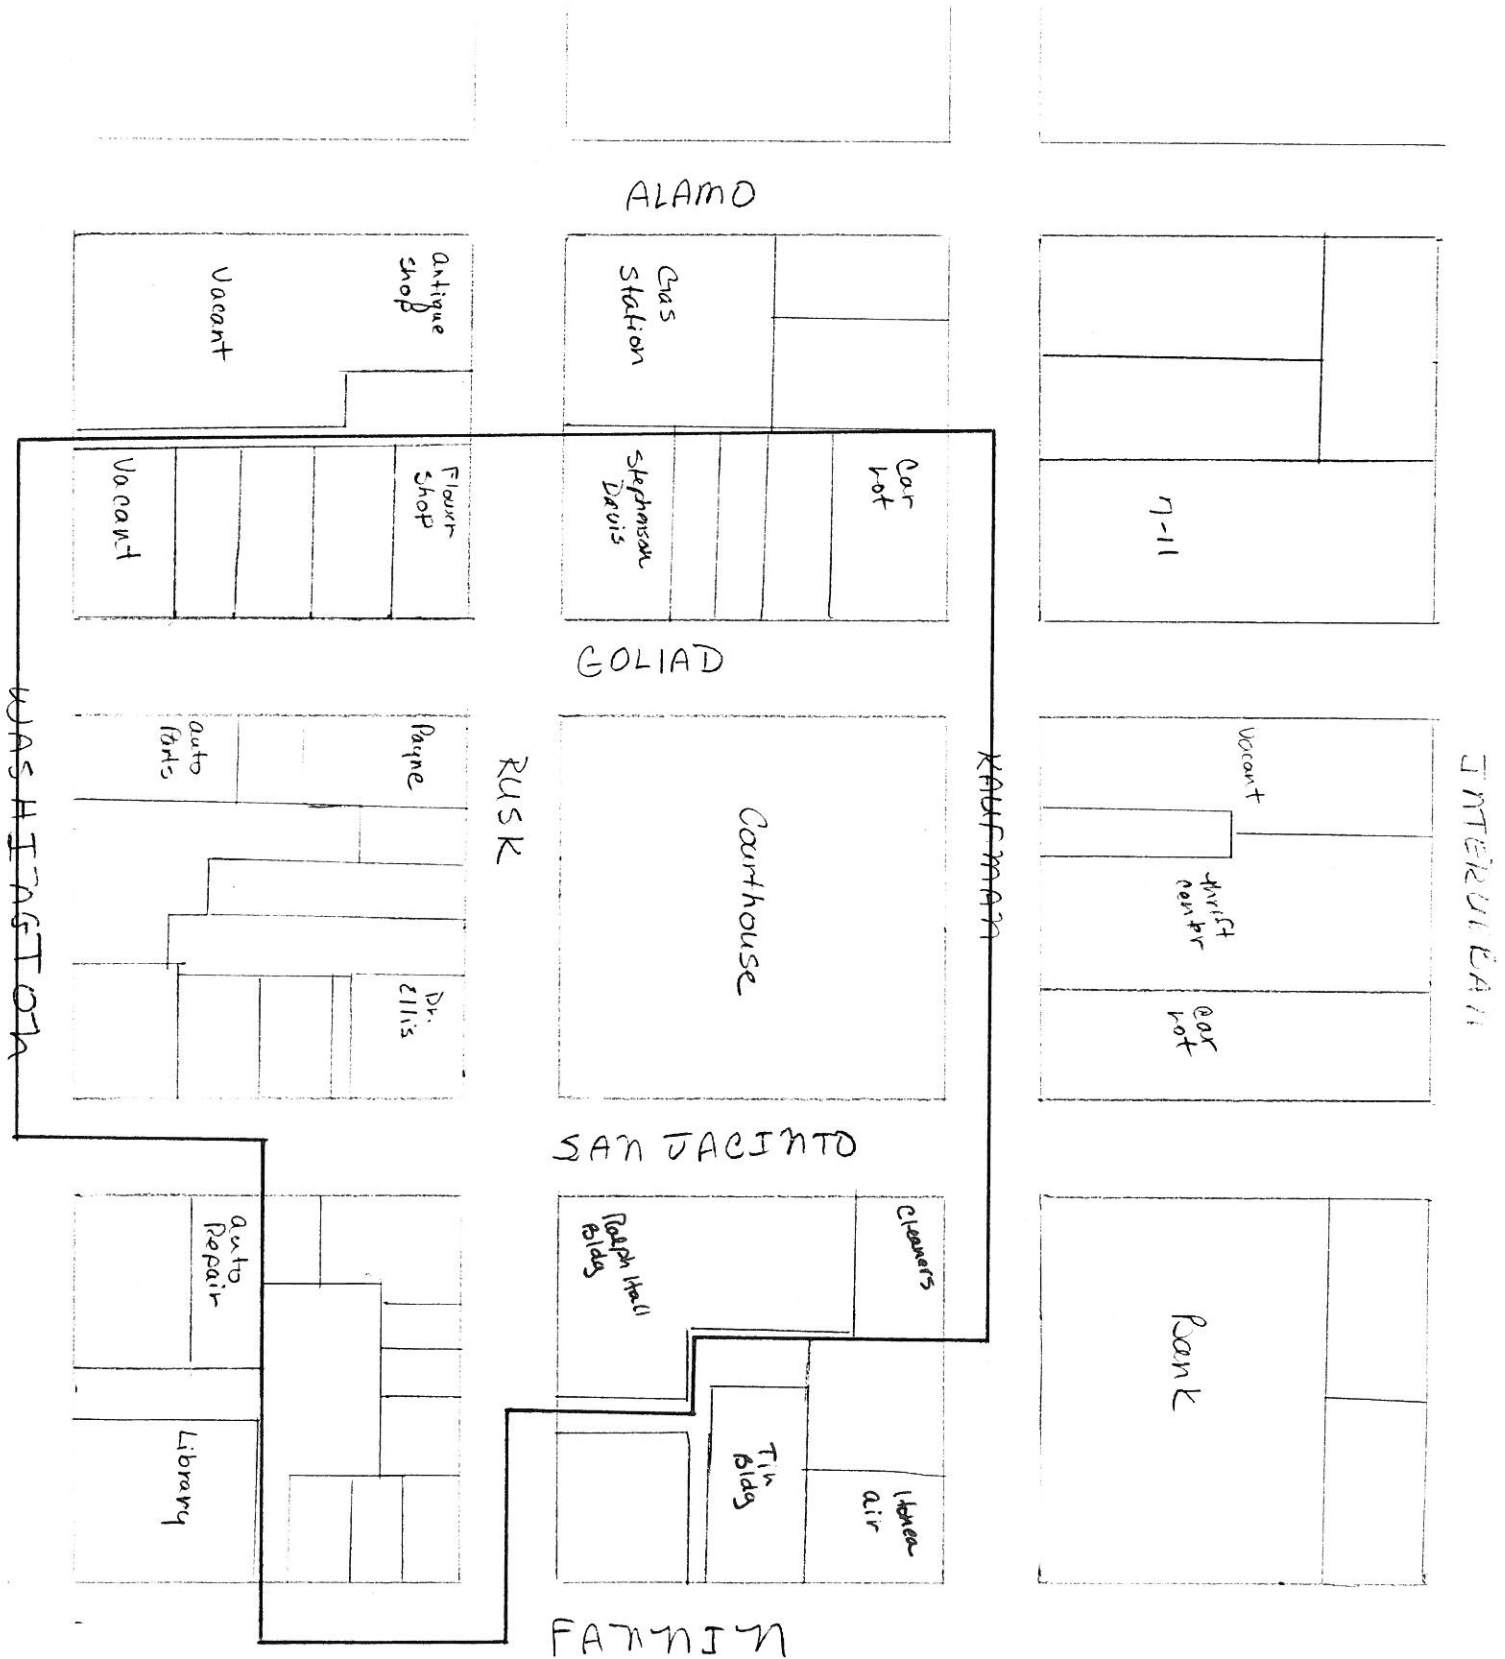 ALAMO
Vacant
antique
shop
Gas
Station
Vacant
Flower
shop
Stephenson
Davis
Car
Lot
7-11
GOLIAD
WASHINGTON
auto
Parts
Payne
RUSK
Courthouse
KAUFMAN
Vacant
thrift
center
Car
Lot
INTERURBAN
Dr.
Ellis
SAN JACINTO
auto
Repair
Ralph Hall
Bldg
Cleaners
Bank
Library
Tin
Bldg
Honea
air
FANNIN